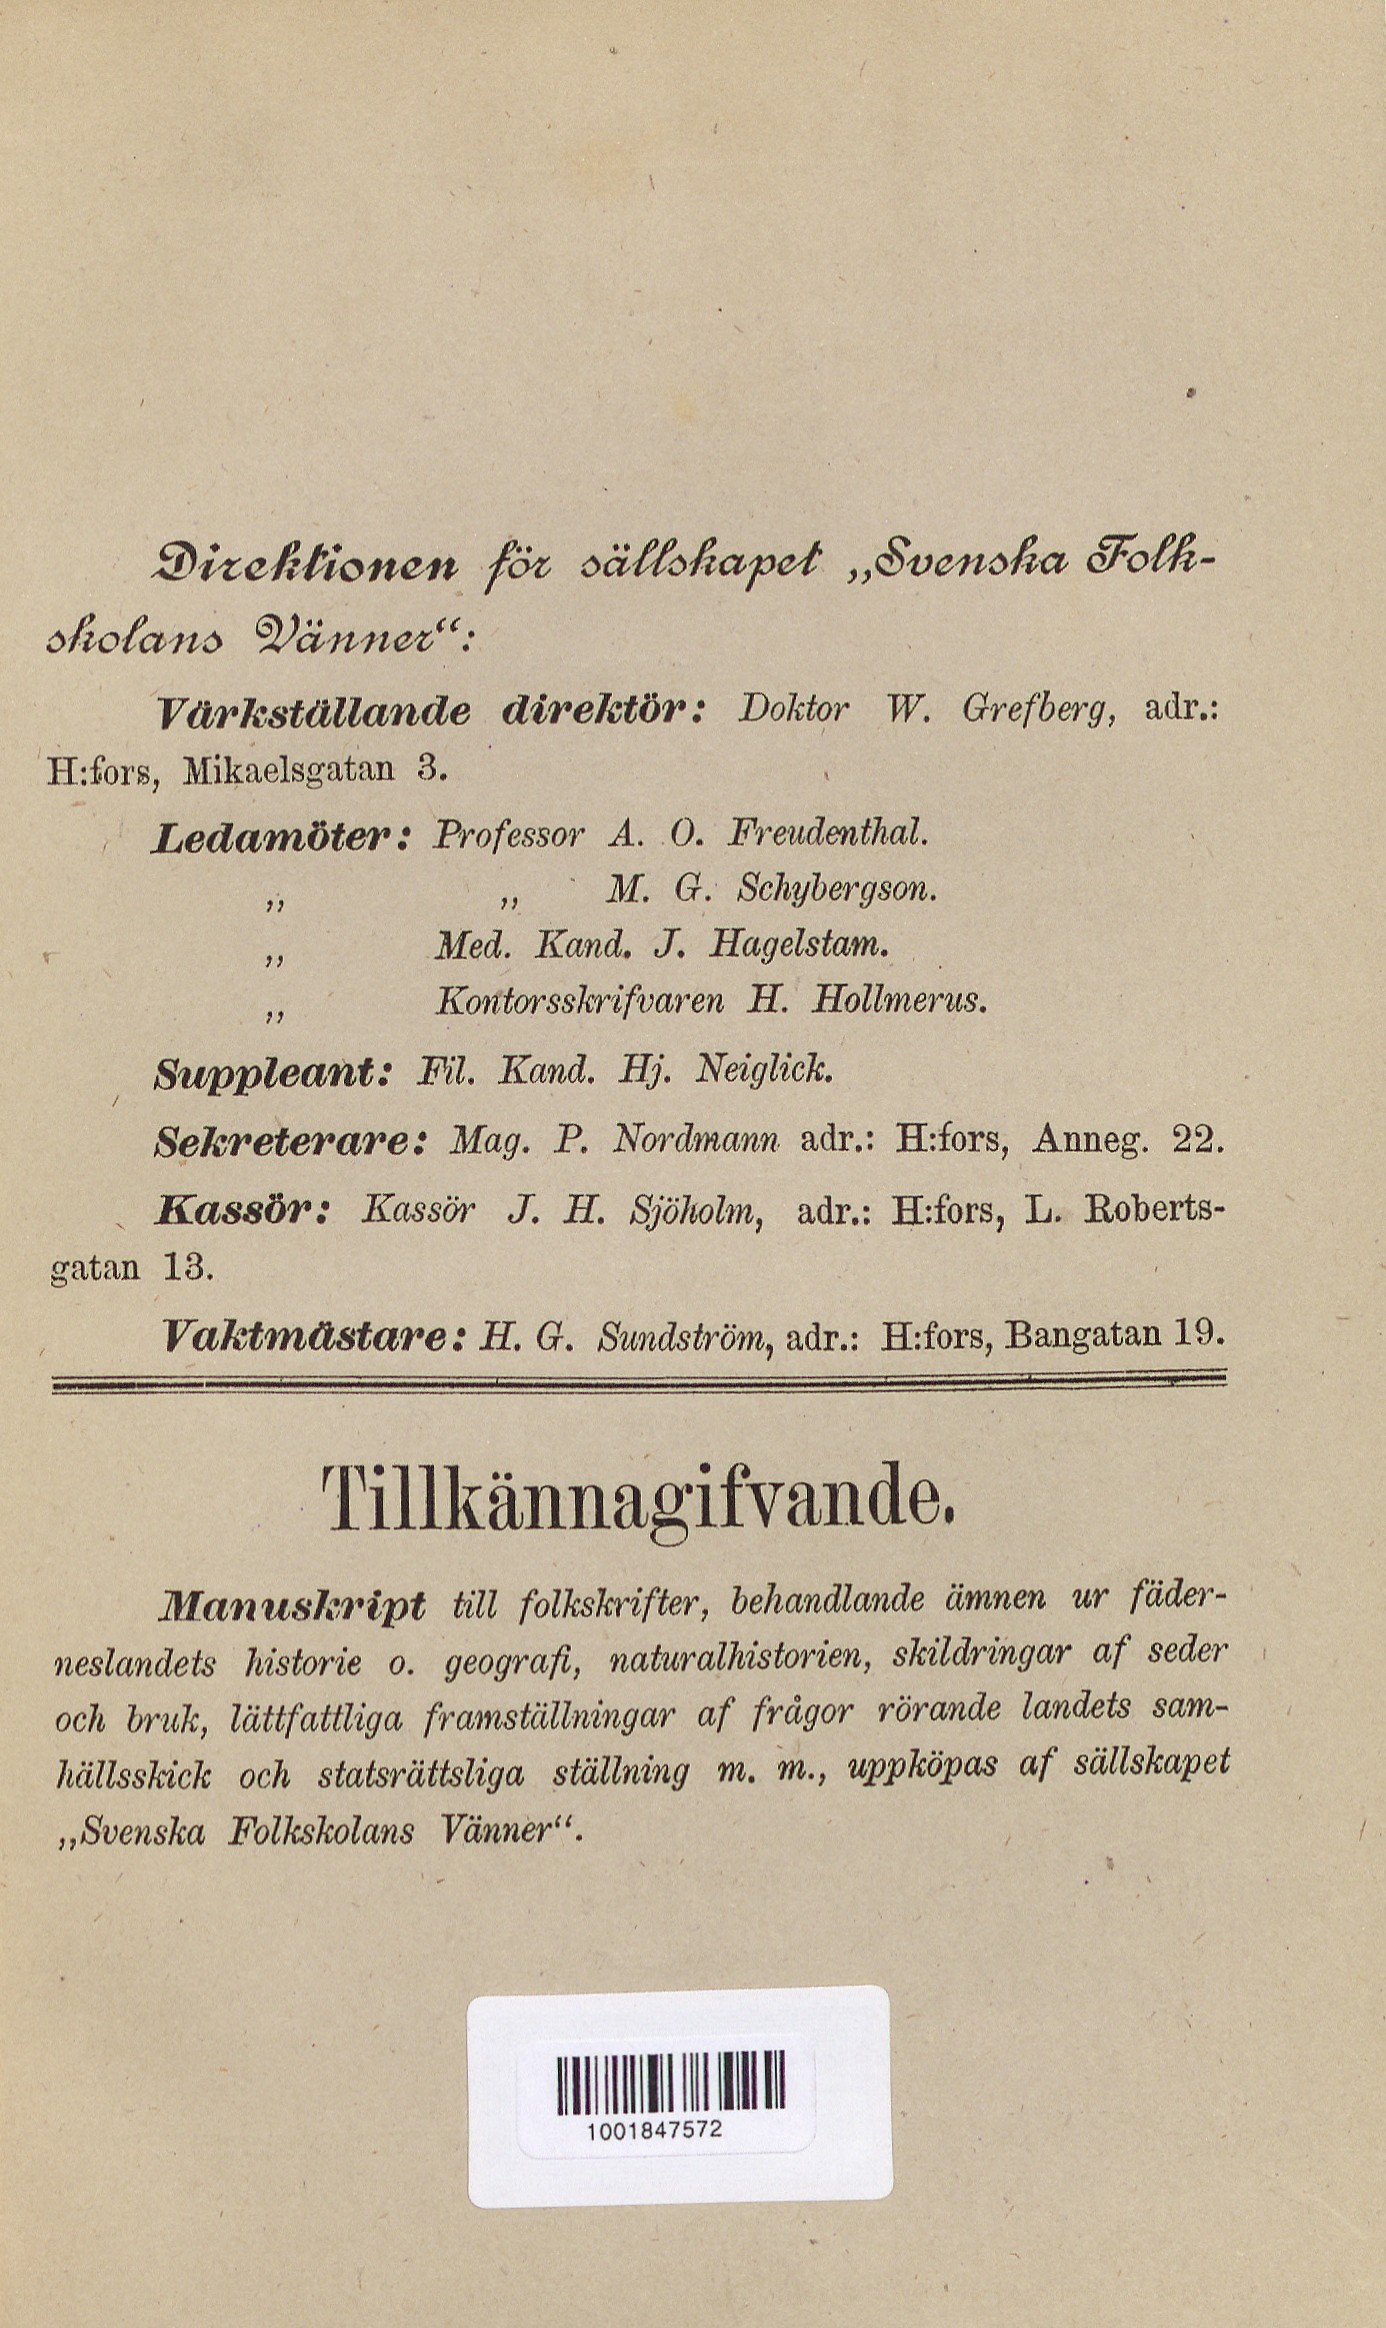 Direktionen för sällskapet „Svenska Folk-
skolans Vänner“:
Värkställande direktör: Doktor W. Grefberg, adr.:
H:fors, Mikaelsgatan 3.
Ledamöter: Professor A. O. Freudenthal.
„ „ M. G. Schybergson.
„ Med. Kand. J. Hagelstam.
„ Kontorsskrifvaren H. Hollmerus.
Suppleant: Fil. Kand. Hj. Neiglick.
Sekreterare: Mag. P. Nordmann adr.: H:fors, Anneg. 22.
Kassör: Kassör J. H. Sjöholm, adr.: H:fors, L. Roberts-
gatan 13.
Vaktmästare: H. G. Sundström, adr.: H:fors, Bangatan 19.
Tillkännagifvande.
Manuskript till folkskrifter, behandlande ämnen ur fäder-
neslandets historie o. geografi, naturalhistorien, skildringar af seder
och bruk, lättfattliga framställningar af frågor rörande landets sam-
hällsskick och statsrättsliga ställning m. m., uppköpas af sällskapet
„Svenska Folkskolans Vänner“.
1001847572